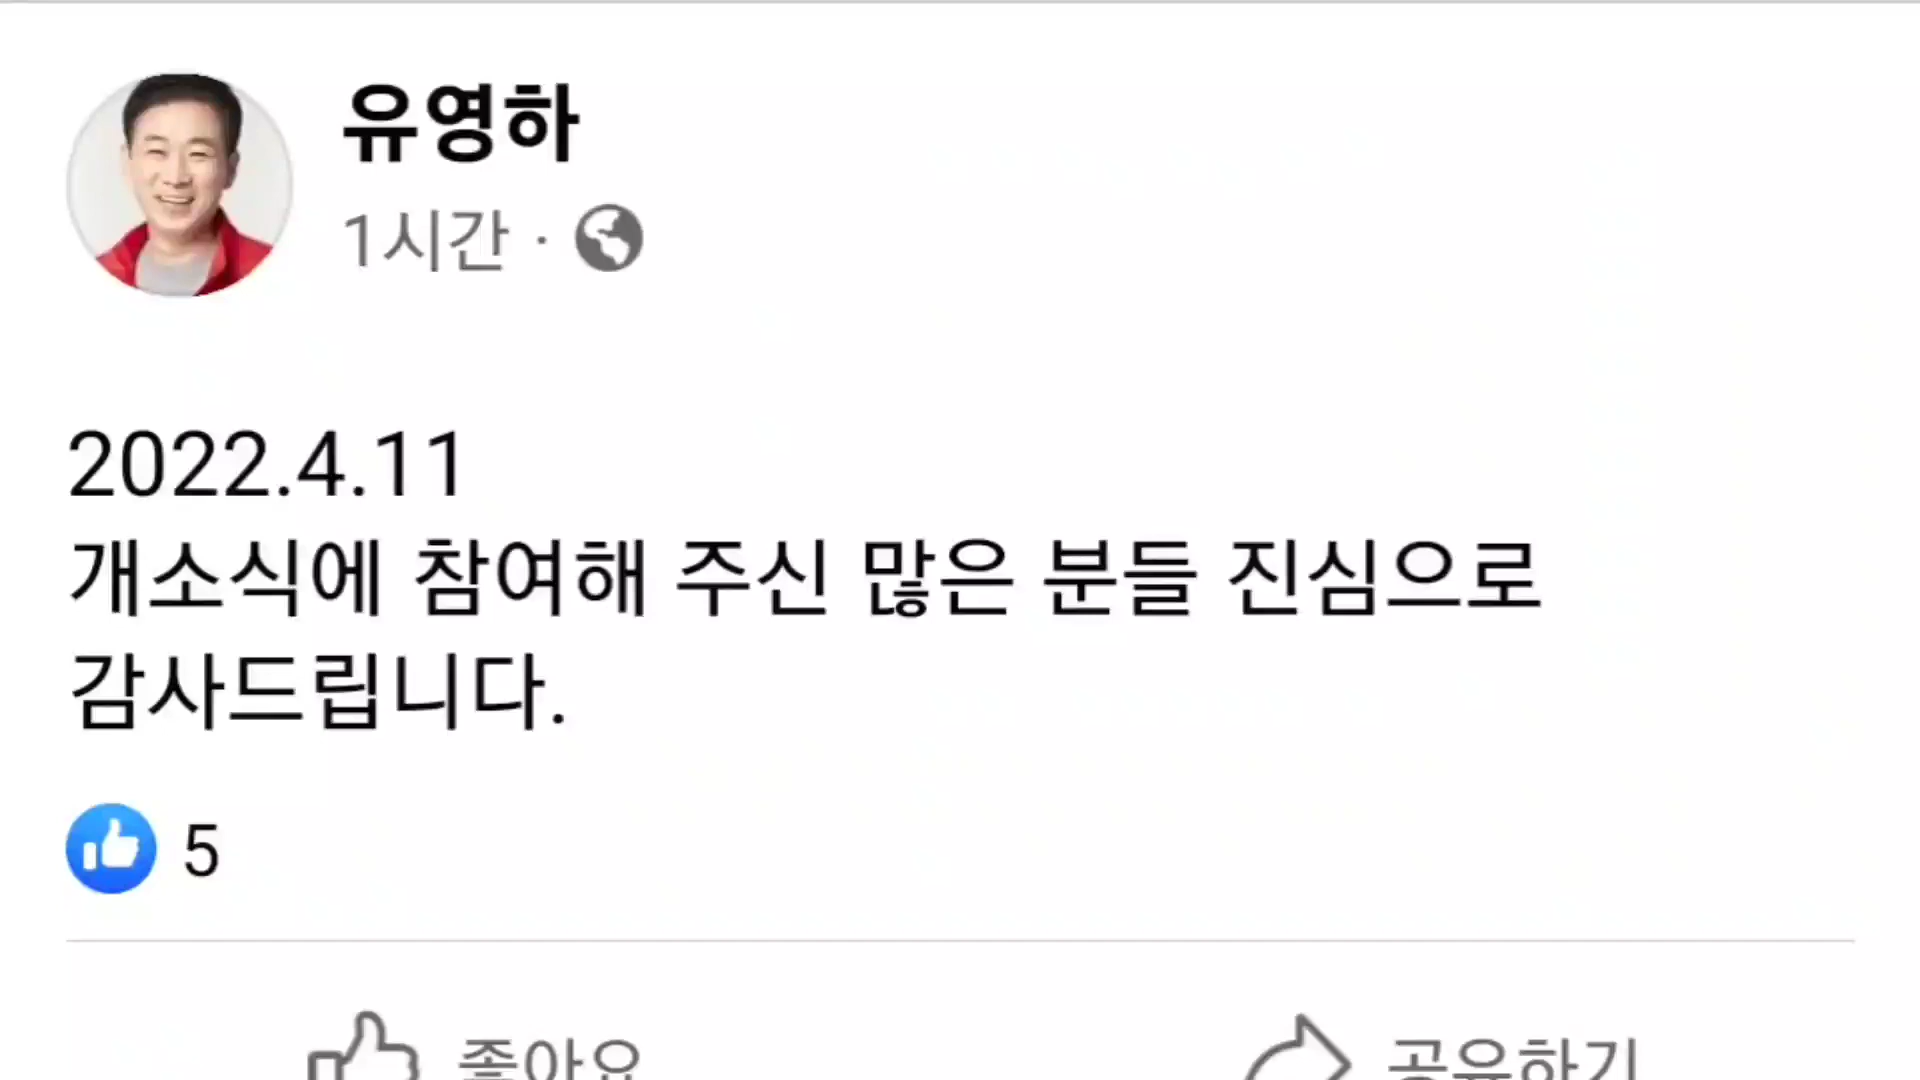 유영하
1시간 ·
2022.4.11
개소식에 참여해 주신 많은 분들 진심으로
감사드립니다.
5
좋아요
공유하기